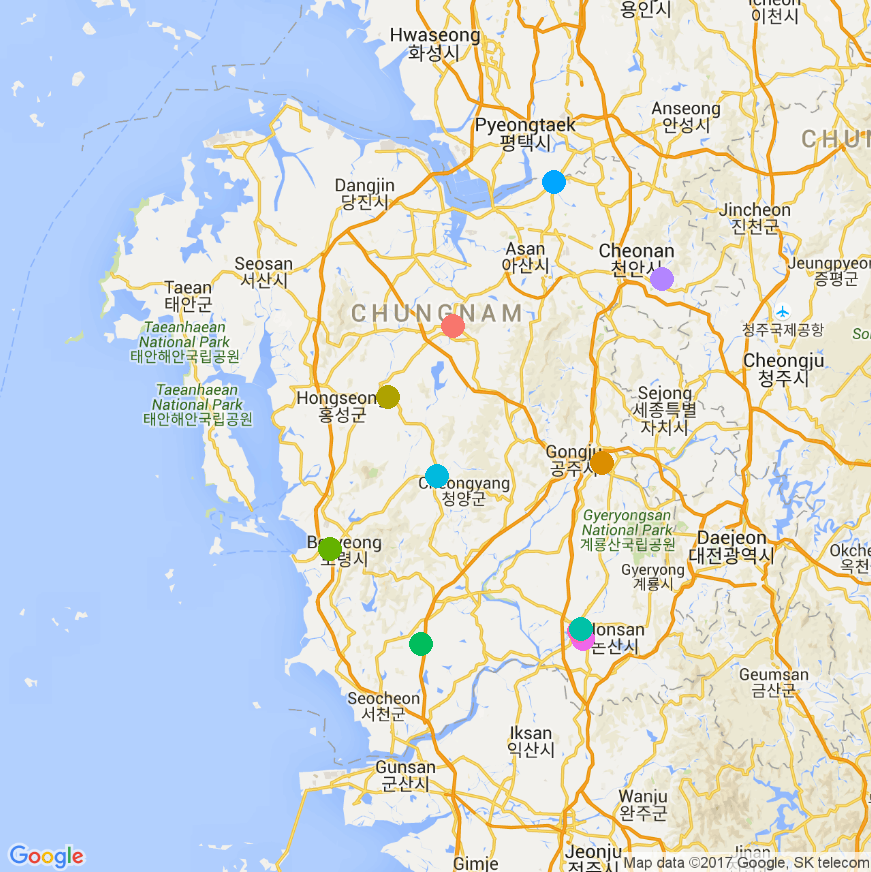 용인시
Icheon
이천시
Hwaseong
화성시
Anseong
안성시
Pyeongtaek
평택시
CHUN
Dangjin
당진시
Jincheon
진천군
Asan
아산시
Cheonan
천안시
Seosan
서산시
Jeungpyeo
증평군
Taean
태안군
CHUNGNAM
청주국제공항
Taeanhaean
National Park
태안해안국립공원
Cheongju
청주시
Taeanhaean
National Park
태안해안국립공원
Hongseong
홍성군
Sejong
세종특별
자치시
Gongju
공주시
Cheongyang
청양군
Gyeryongsan
National Park
계룡산국립공원
Daejeon
대전광역시
Boryeong
보령시
Okche
옥천
Gyeryong
계룡시
Nonsan
논산시
Geumsan
금산군
Seocheon
서천군
Iksan
익산시
Gunsan
군산시
Wanju
완주군
Gimje
Jeonju
전주시
Jinan
Google
Map data ©2017 Google, SK telecom